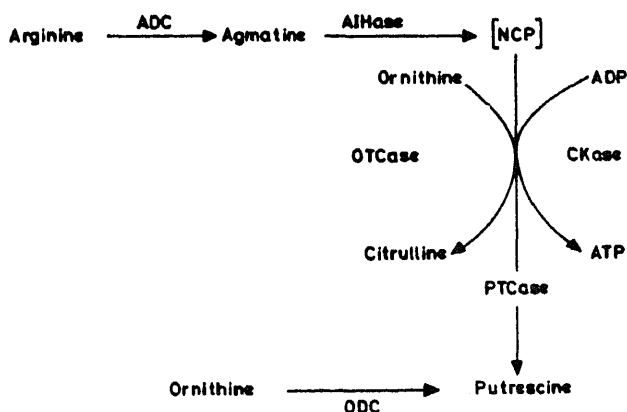 ADC
AIHase
Arginine Agmatine [NCP]
Ornithine ADP
OTCase CKase
Citrulline ATP
PTCase
Ornithine Putrescine
ODC